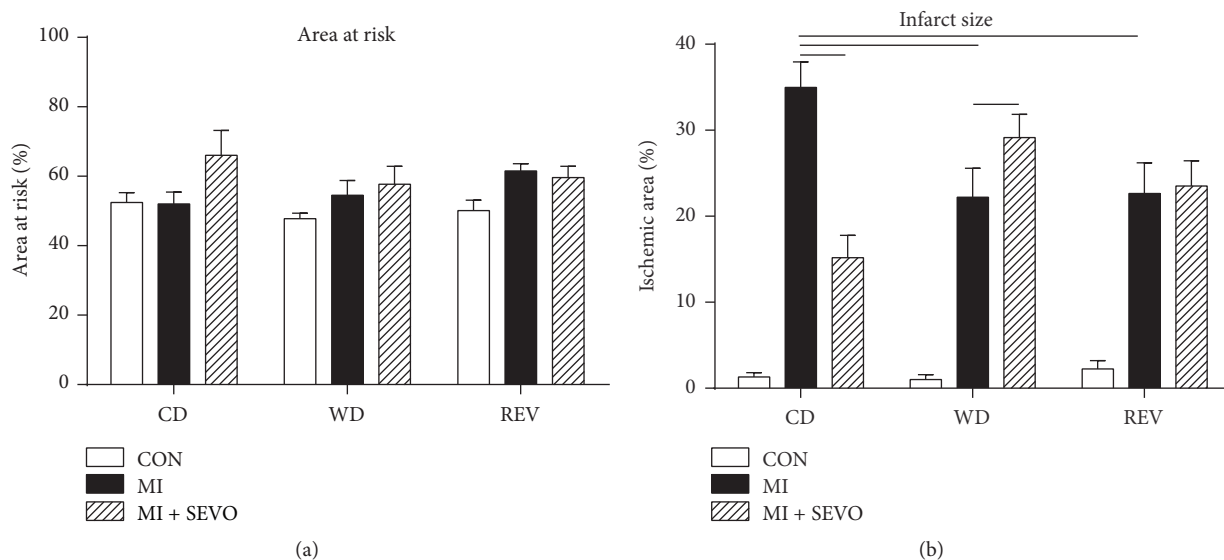 Area at risk
100
80
60
40
20
0
Area at risk (%)
CD WD REV
CON
MI
MI + SEVO
(a)
Infarct size
40
30
20
10
0
Ischemic area (%)
CD WD REV
CON
MI
MI + SEVO
(b)